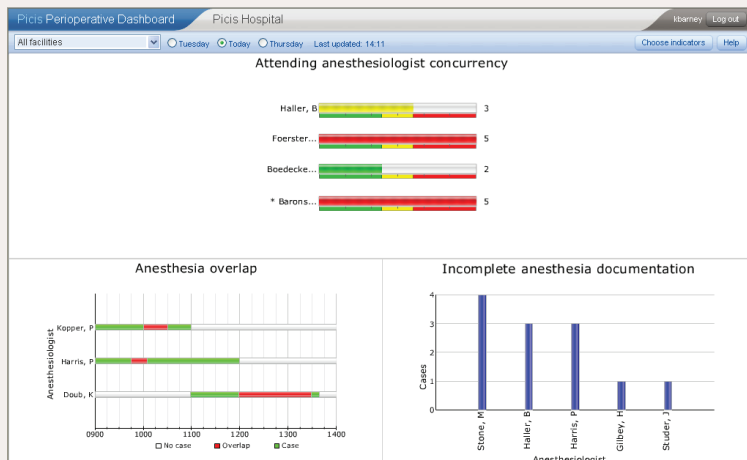 Picis Perioperative Dashboard Picis Hospital kbarney Log out
All facilities Tuesday Today Thursday Last updated: 14:11 Choose indicators Help
Attending anesthesiologist concurrency
Haller, B 3
Foerster... 5
Boedecke... 2
* Barons... 5
Anesthesia overlap
Anesthesiologist
Kopper, P
Harris, P
Doub, K
0900 1000 1100 1200 1300 1400
No case Overlap Case
Incomplete anesthesia documentation
Cases
4
3
2
1
0
Stone, M Haller, B Harris, P Gilbey, H Studer, J
Anesthesiologist